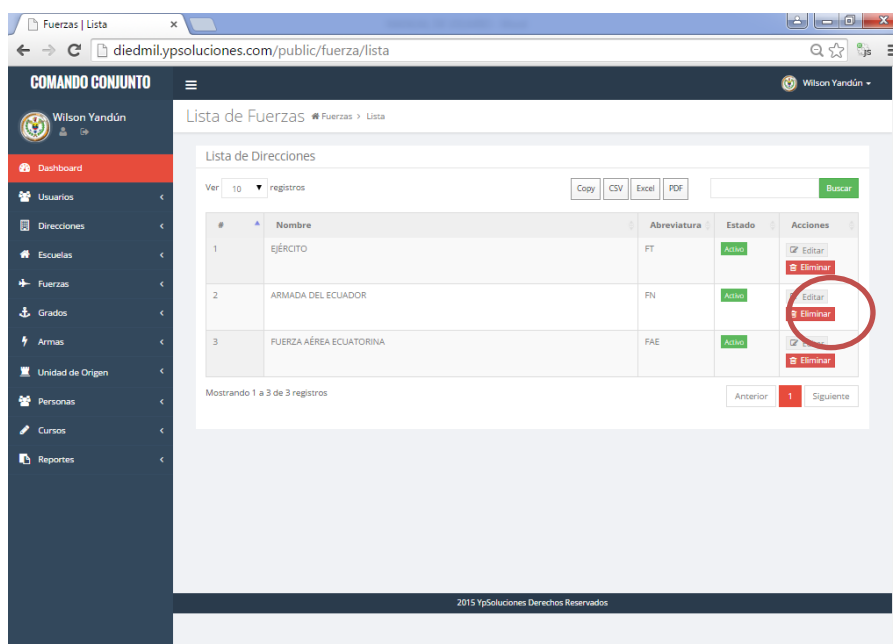 Fuerzas | Lista
diedmil.ypsoluciones.com/public/fuerza/lista
js
COMANDO CONJUNTO
Wilson Yandún
Wilson Yandún
Lista de Fuerzas Fuerzas > Lista
Dashboard
Usuarios
Direcciones
Escuelas
Fuerzas
Grados
Armas
Unidad de Origen
Personas
Cursos
Reportes
Lista de Direcciones
Ver 10 registros
Copy CSV Excel PDF
Buscar
# Nombre Abreviatura Estado Acciones
1 EJÉRCITO FT Activo Editar
Eliminar
2 ARMADA DEL ECUADOR FN Activo Editar
Eliminar
3 FUERZA AÉREA ECUATORINA FAE Activo Editar
Eliminar
Mostrando 1 a 3 de 3 registros
Anterior 1 Siguiente
2015 YpSoluciones Derechos Reservados